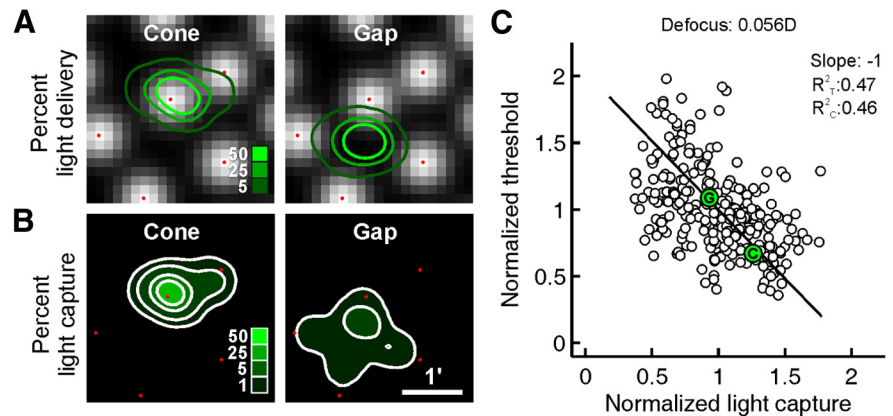 A
Cone
Gap
Percent
light delivery
50
25
5
B
Cone
Gap
Percent
light capture
50
25
5
1
1'
C
Defocus: 0.056D
Slope: -1
R²T:0.47
R²C:0.46
Normalized threshold
2
1.5
1
0.5
0
G
C
0
0.5
1
1.5
2
Normalized light capture